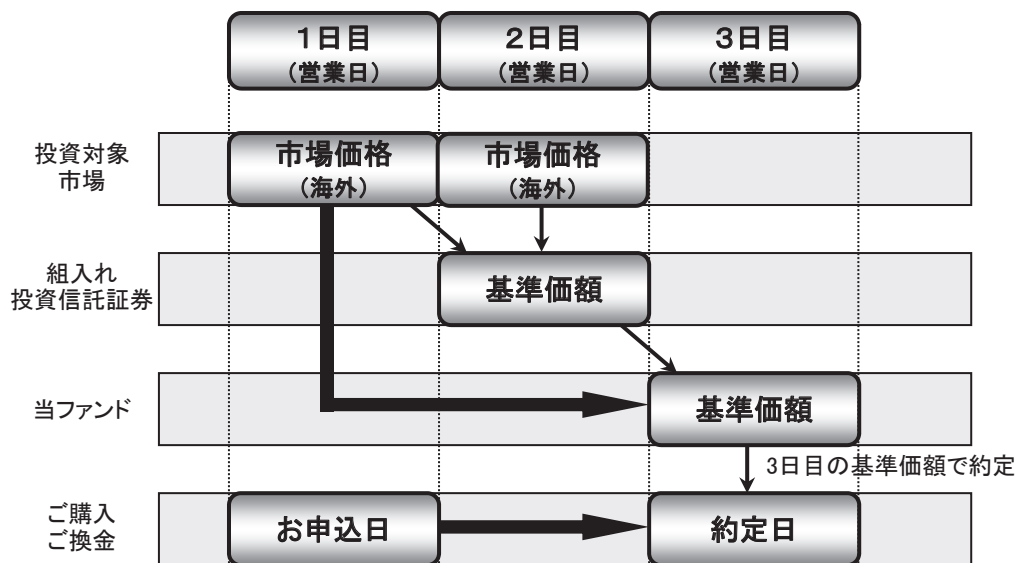 1日目
（営業日）
2日目
（営業日）
3日目
（営業日）
投資対象
市場
市場価格
（海外）
市場価格
（海外）
組入れ
投資信託証券
基準価額
当ファンド
基準価額
3日目の基準価額で約定
ご購入
ご換金
お申込日
約定日